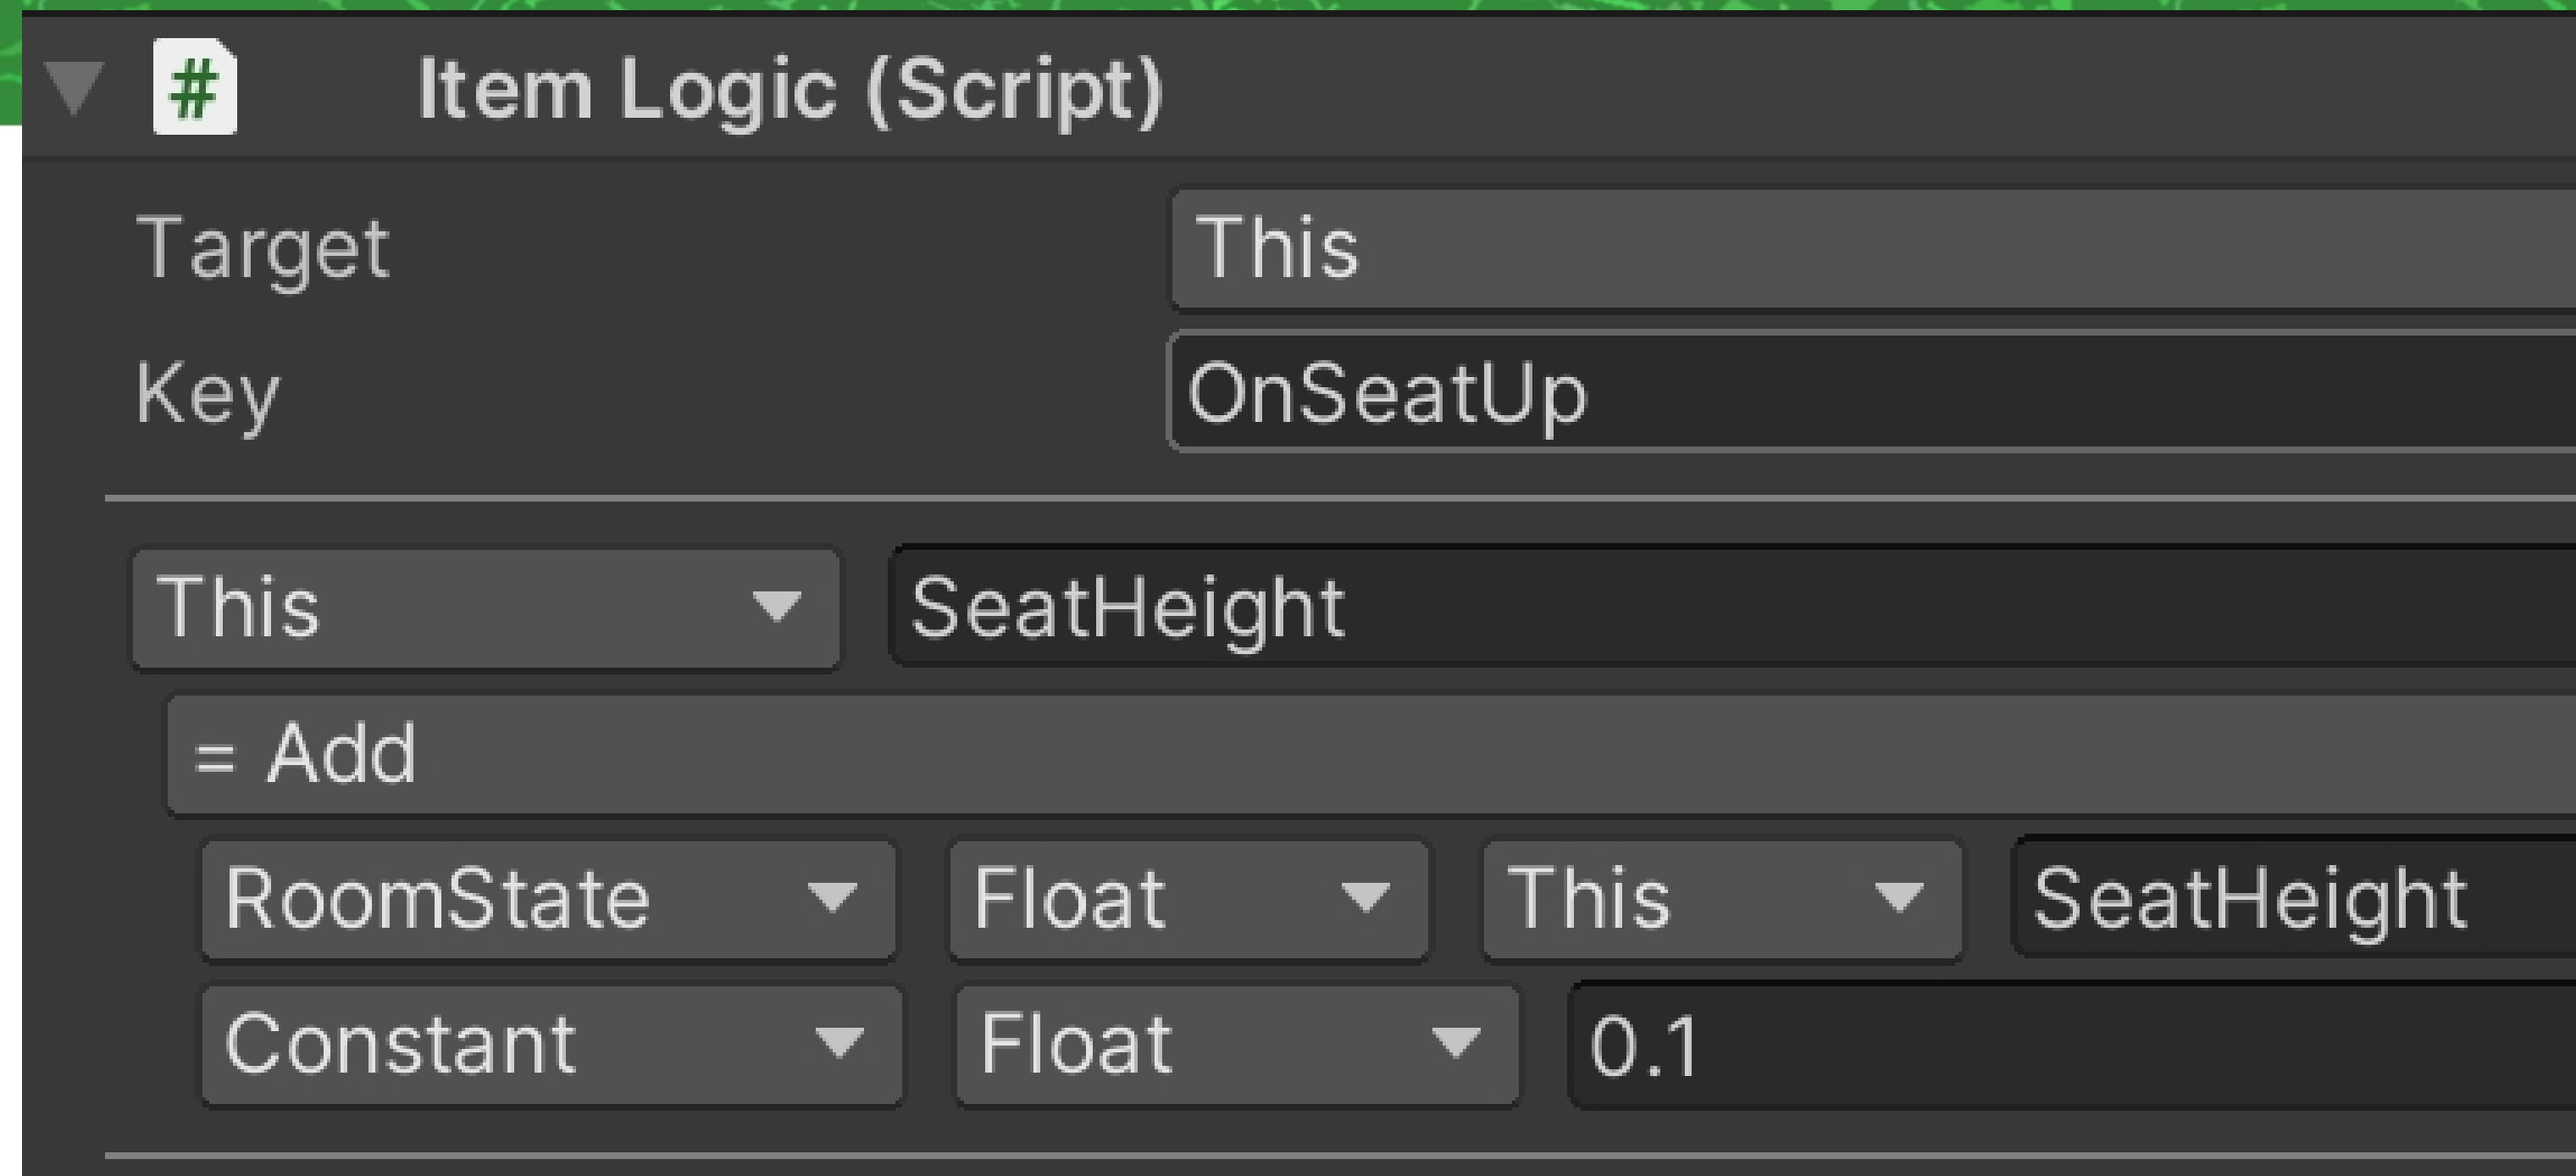 # Item Logic (Script)
Target This
Key OnSeatUp
This SeatHeight
= Add
RoomState Float This SeatHeight
Constant Float 0.1